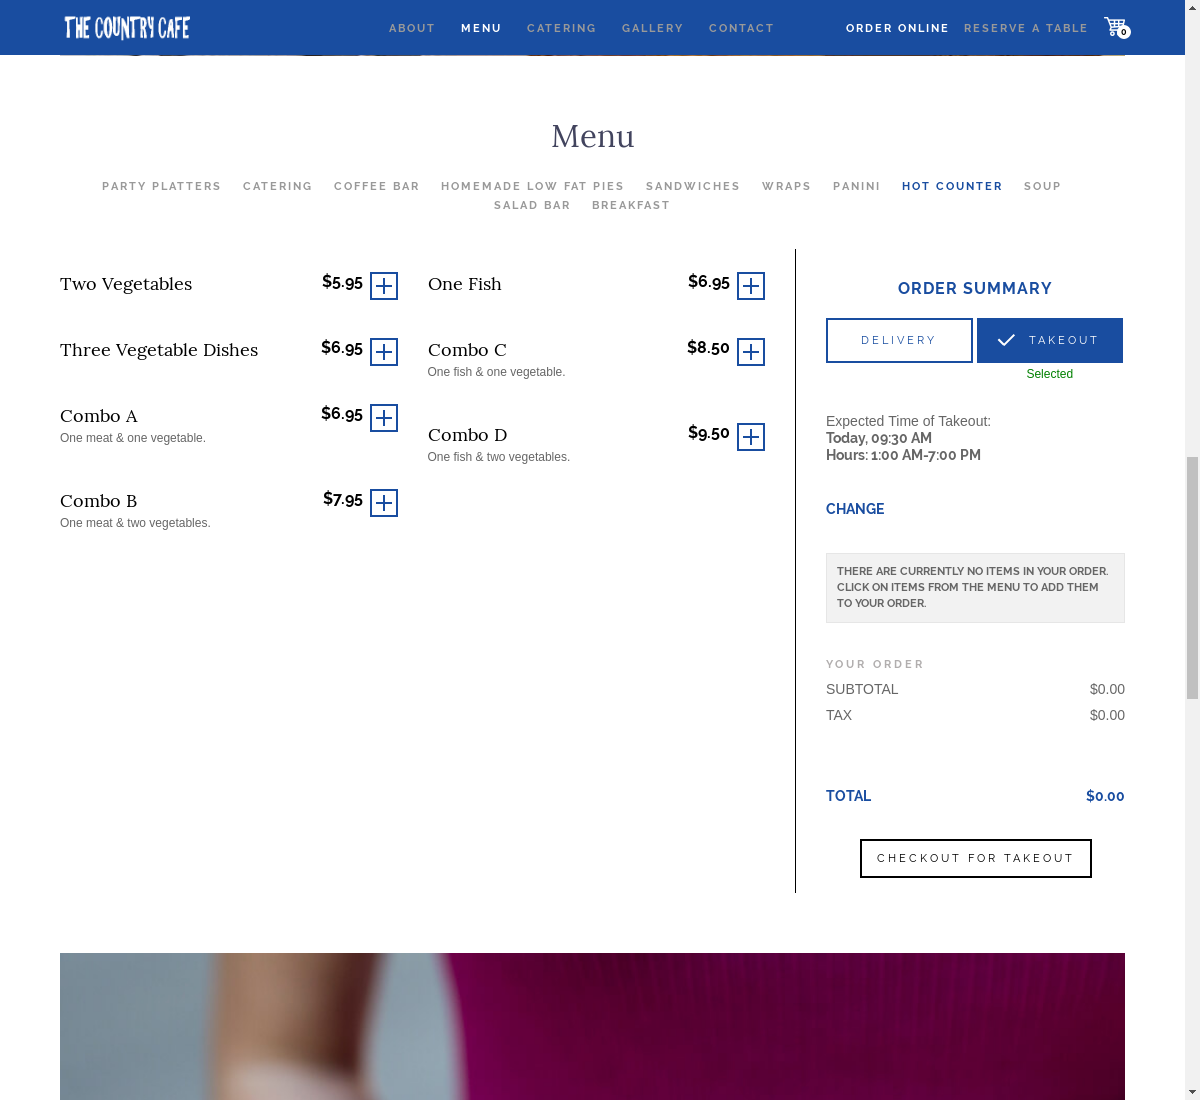 THE COUNTRY CAFE
ABOUT MENU CATERING GALLERY CONTACT ORDER ONLINE RESERVE A TABLE 0
Menu
PARTY PLATTERS CATERING COFFEE BAR HOMEMADE LOW FAT PIES SANDWICHES WRAPS PANINI HOT COUNTER SOUP
SALAD BAR BREAKFAST
Two Vegetables $5.95
Three Vegetable Dishes $6.95
Combo A $6.95
One meat & one vegetable.
Combo B $7.95
One meat & two vegetables.
One Fish $6.95
Combo C $8.50
One fish & one vegetable.
Combo D $9.50
One fish & two vegetables.
ORDER SUMMARY
DELIVERY TAKEOUT
Selected
Expected Time of Takeout:
Today, 09:30 AM
Hours: 1:00 AM-7:00 PM
CHANGE
THERE ARE CURRENTLY NO ITEMS IN YOUR ORDER.
CLICK ON ITEMS FROM THE MENU TO ADD THEM
TO YOUR ORDER.
YOUR ORDER
SUBTOTAL $0.00
TAX $0.00
TOTAL $0.00
CHECKOUT FOR TAKEOUT